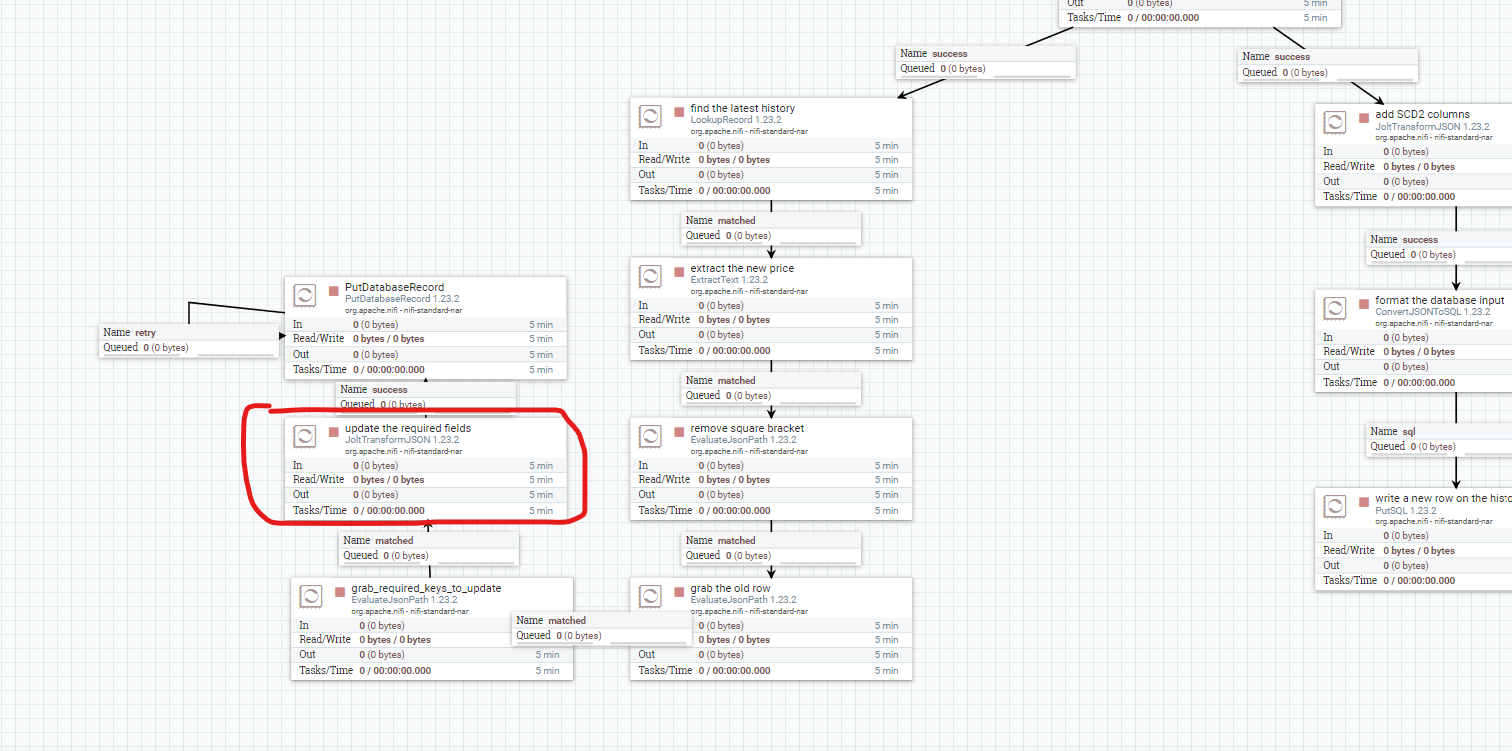 Out 0 (0 bytes) 5 min
Tasks/Time 0 / 00:00:00.000 5 min
Name success
Queued 0 (0 bytes)
Name success
Queued 0 (0 bytes)
find the latest history
LookupRecord 1.23.2
org.apache.nifi - nifi-standard-nar
In 0 (0 bytes) 5 min
Read/Write 0 bytes / 0 bytes 5 min
Out 0 (0 bytes) 5 min
Tasks/Time 0 / 00:00:00.000 5 min
Name matched
Queued 0 (0 bytes)
extract the new price
ExtractText 1.23.2
org.apache.nifi - nifi-standard-nar
In 0 (0 bytes) 5 min
Read/Write 0 bytes / 0 bytes 5 min
Out 0 (0 bytes) 5 min
Tasks/Time 0 / 00:00:00.000 5 min
Name matched
Queued 0 (0 bytes)
remove square bracket
EvaluateJsonPath 1.23.2
org.apache.nifi - nifi-standard-nar
In 0 (0 bytes) 5 min
Read/Write 0 bytes / 0 bytes 5 min
Out 0 (0 bytes) 5 min
Tasks/Time 0 / 00:00:00.000 5 min
Name matched
Queued 0 (0 bytes)
grab the old row
EvaluateJsonPath 1.23.2
org.apache.nifi - nifi-standard-nar
5 min
0 bytes / 0 bytes 5 min
Out 0 (0 bytes) 5 min
Tasks/Time 0 / 00:00:00.000 5 min
Name matched
Queued 0 (0 bytes)
grab_required_keys_to_update
EvaluateJsonPath 1.23.2
org.apache.nifi - nifi-standard-nar
In 0 (0 bytes)
Read/Write 0 bytes / 0 bytes
Out 0 (0 bytes) 5 min
Tasks/Time 0 / 00:00:00.000 5 min
Name matched
Queued 0 (0 bytes)
update the required fields
JoltTransformJSON 1.23.2
org.apache.nifi - nifi-standard-nar
In 0 (0 bytes) 5 min
Read/Write 0 bytes / 0 bytes 5 min
Out 0 (0 bytes) 5 min
Tasks/Time 0 / 00:00:00.000 5 min
Name success
Queued 0 (0 bytes)
PutDatabaseRecord
PutDatabaseRecord 1.23.2
org.apache.nifi - nifi-standard-nar
In 0 (0 bytes) 5 min
Read/Write 0 bytes / 0 bytes 5 min
Out 0 (0 bytes) 5 min
Tasks/Time 0 / 00:00:00.000 5 min
Name retry
Queued 0 (0 bytes)
add SCD2 columns
JoltTransformJSON 1.23.2
org.apache.nifi - nifi-standard-nar
In 0 (0 bytes)
Read/Write 0 bytes / 0 bytes
Out 0 (0 bytes)
Tasks/Time 0 / 00:00:00.000
Name success
Queued 0 (0 bytes)
format the database input
ConvertJSONToSQL 1.23.2
org.apache.nifi - nifi-standard-nar
In 0 (0 bytes)
Read/Write 0 bytes / 0 bytes
Out 0 (0 bytes)
Tasks/Time 0 / 00:00:00.000
Name sql
Queued 0 (0 bytes)
write a new row on the
PutSQL 1.23.2
org.apache.nifi - nifi-standard-nar
In 0 (0 bytes)
Read/Write 0 bytes / 0 bytes
Out 0 (0 bytes)
Tasks/Time 0 / 00:00:00.000